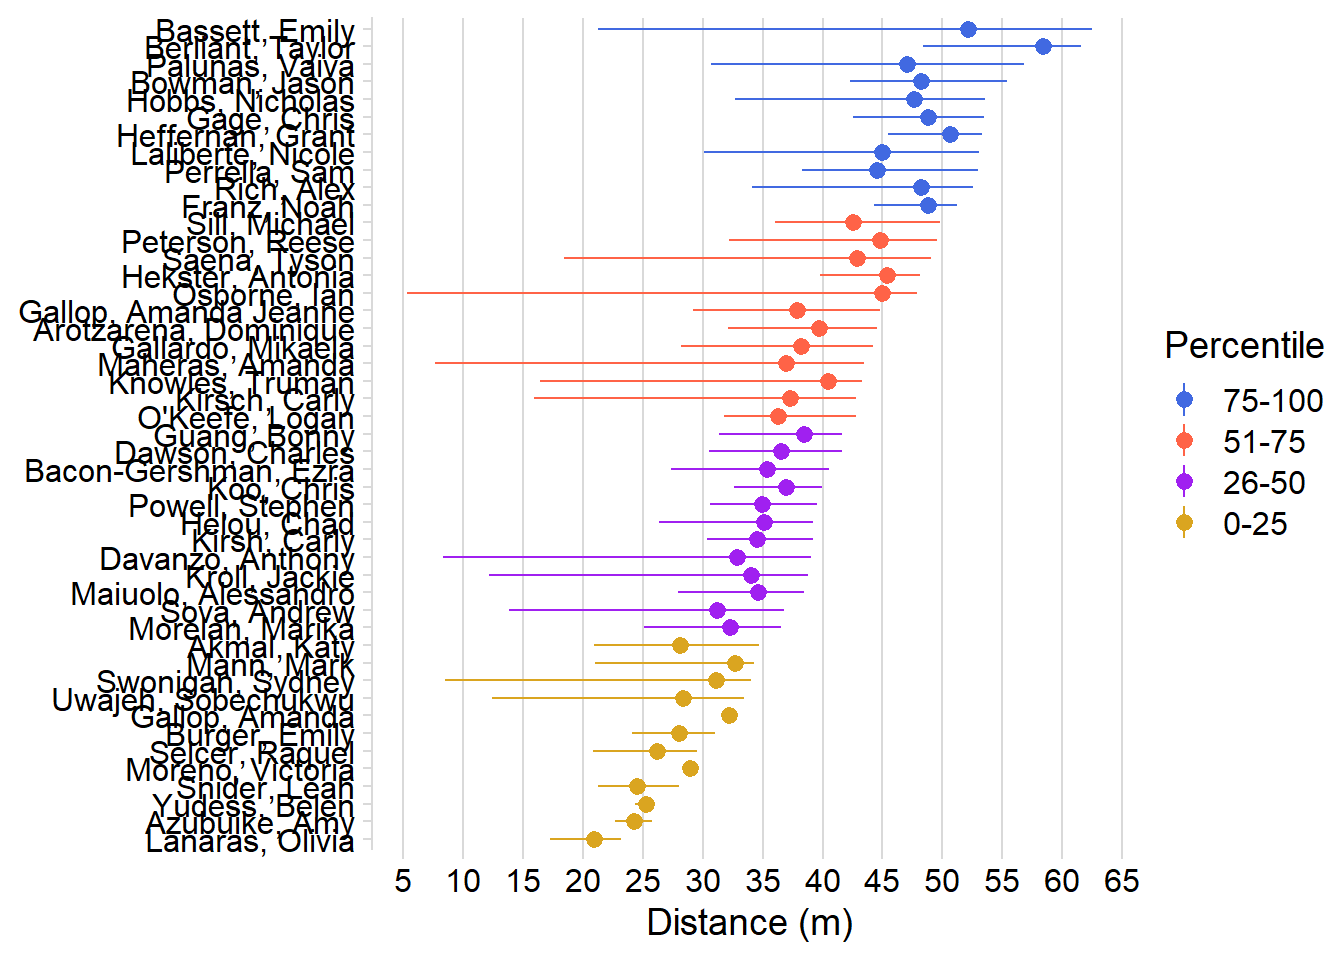 Bassett, Emily
Berliant, Taylor
Palunas, Vaiva
Bowman, Jason
Hobbs, Nicholas
Gage, Chris
Heffernan, Grant
Laliberte, Nicole
Perrella, Sam
Rich, Alex
Franz, Noah
Sill, Michael
Peterson, Reese
Saena, Tyson
Hekster, Antonia
Osborne, Ian
Gallop, Amanda Jeanne
Arotzarena, Dominique
Gallardo, Mikaela
Maheras, Amanda
Knowles, Truman
Kirsch, Carly
O'Keefe, Logan
Guang, Bonny
Dawson, Charles
Bacon-Gershman, Ezra
Koo, Chris
Powell, Stephen
Helou, Chad
Kirsh, Carly
Davanzo, Anthony
Kroll, Jackie
Maiuolo, Alessandro
Sova, Andrew
Morelan, Marika
Akmal, Katy
Mann, Mark
Swonigan, Sydney
Uwajeh, Sobechukwu
Gallop, Amanda
Burger, Emily
Selcer, Raquel
Moreno, Victoria
Snider, Leah
Yudess, Belen
Azubuike, Amy
Lanaras, Olivia
5 10 15 20 25 30 35 40 45 50 55 60 65
Distance (m)
Percentile
75-100
51-75
26-50
0-25